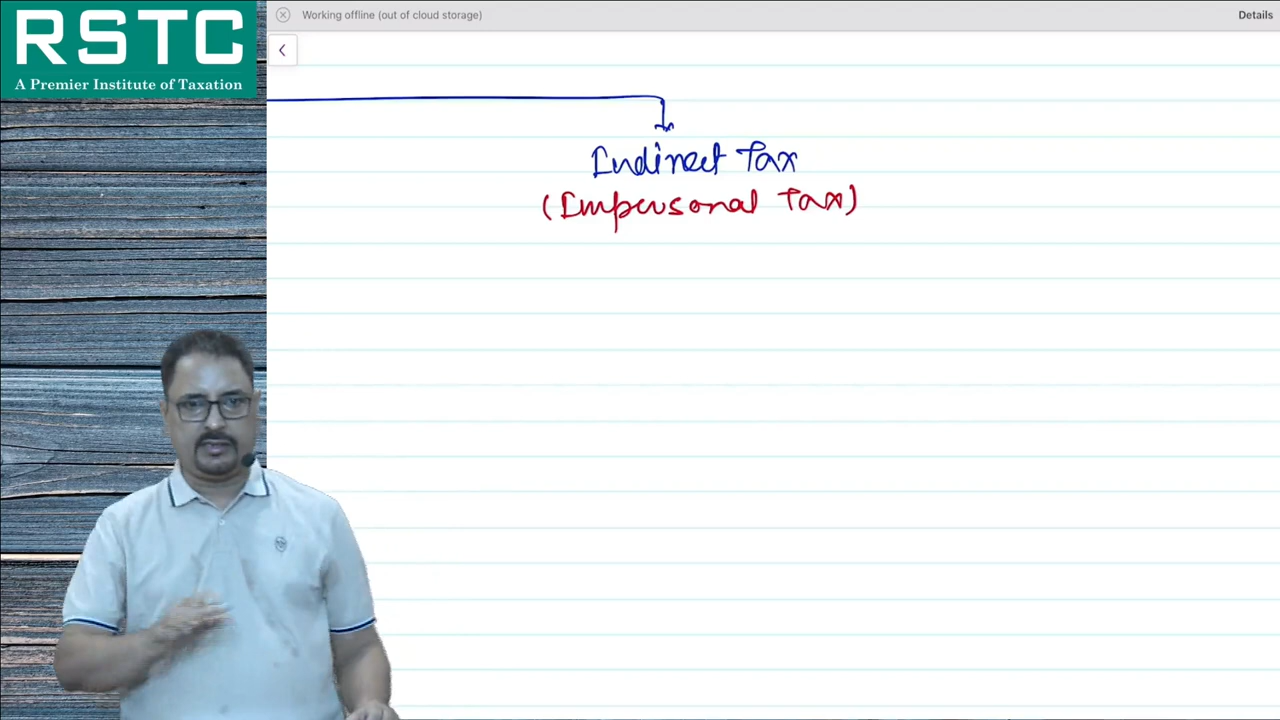 RSTC
A Premier Institute of Taxation
Working offline (out of cloud storage)
Details
Indirect Tax
(Impersonal Tax)